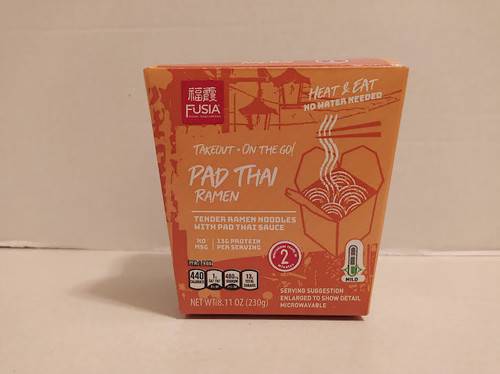 福霞
FUSIA
HEAT & EAT
NO WATER NEEDED
TAKEOUT • ON THE GO!
PAD THAI
RAMEN
TENDER RAMEN NOODLES
WITH PAD THAI SAUCE
NO MSG
13G PROTEIN PER SERVING
2
MILD
440 CALORIES
SERVING SUGGESTION
ENLARGED TO SHOW DETAIL
MICROWAVABLE
NET WT 8.11 OZ (230g)